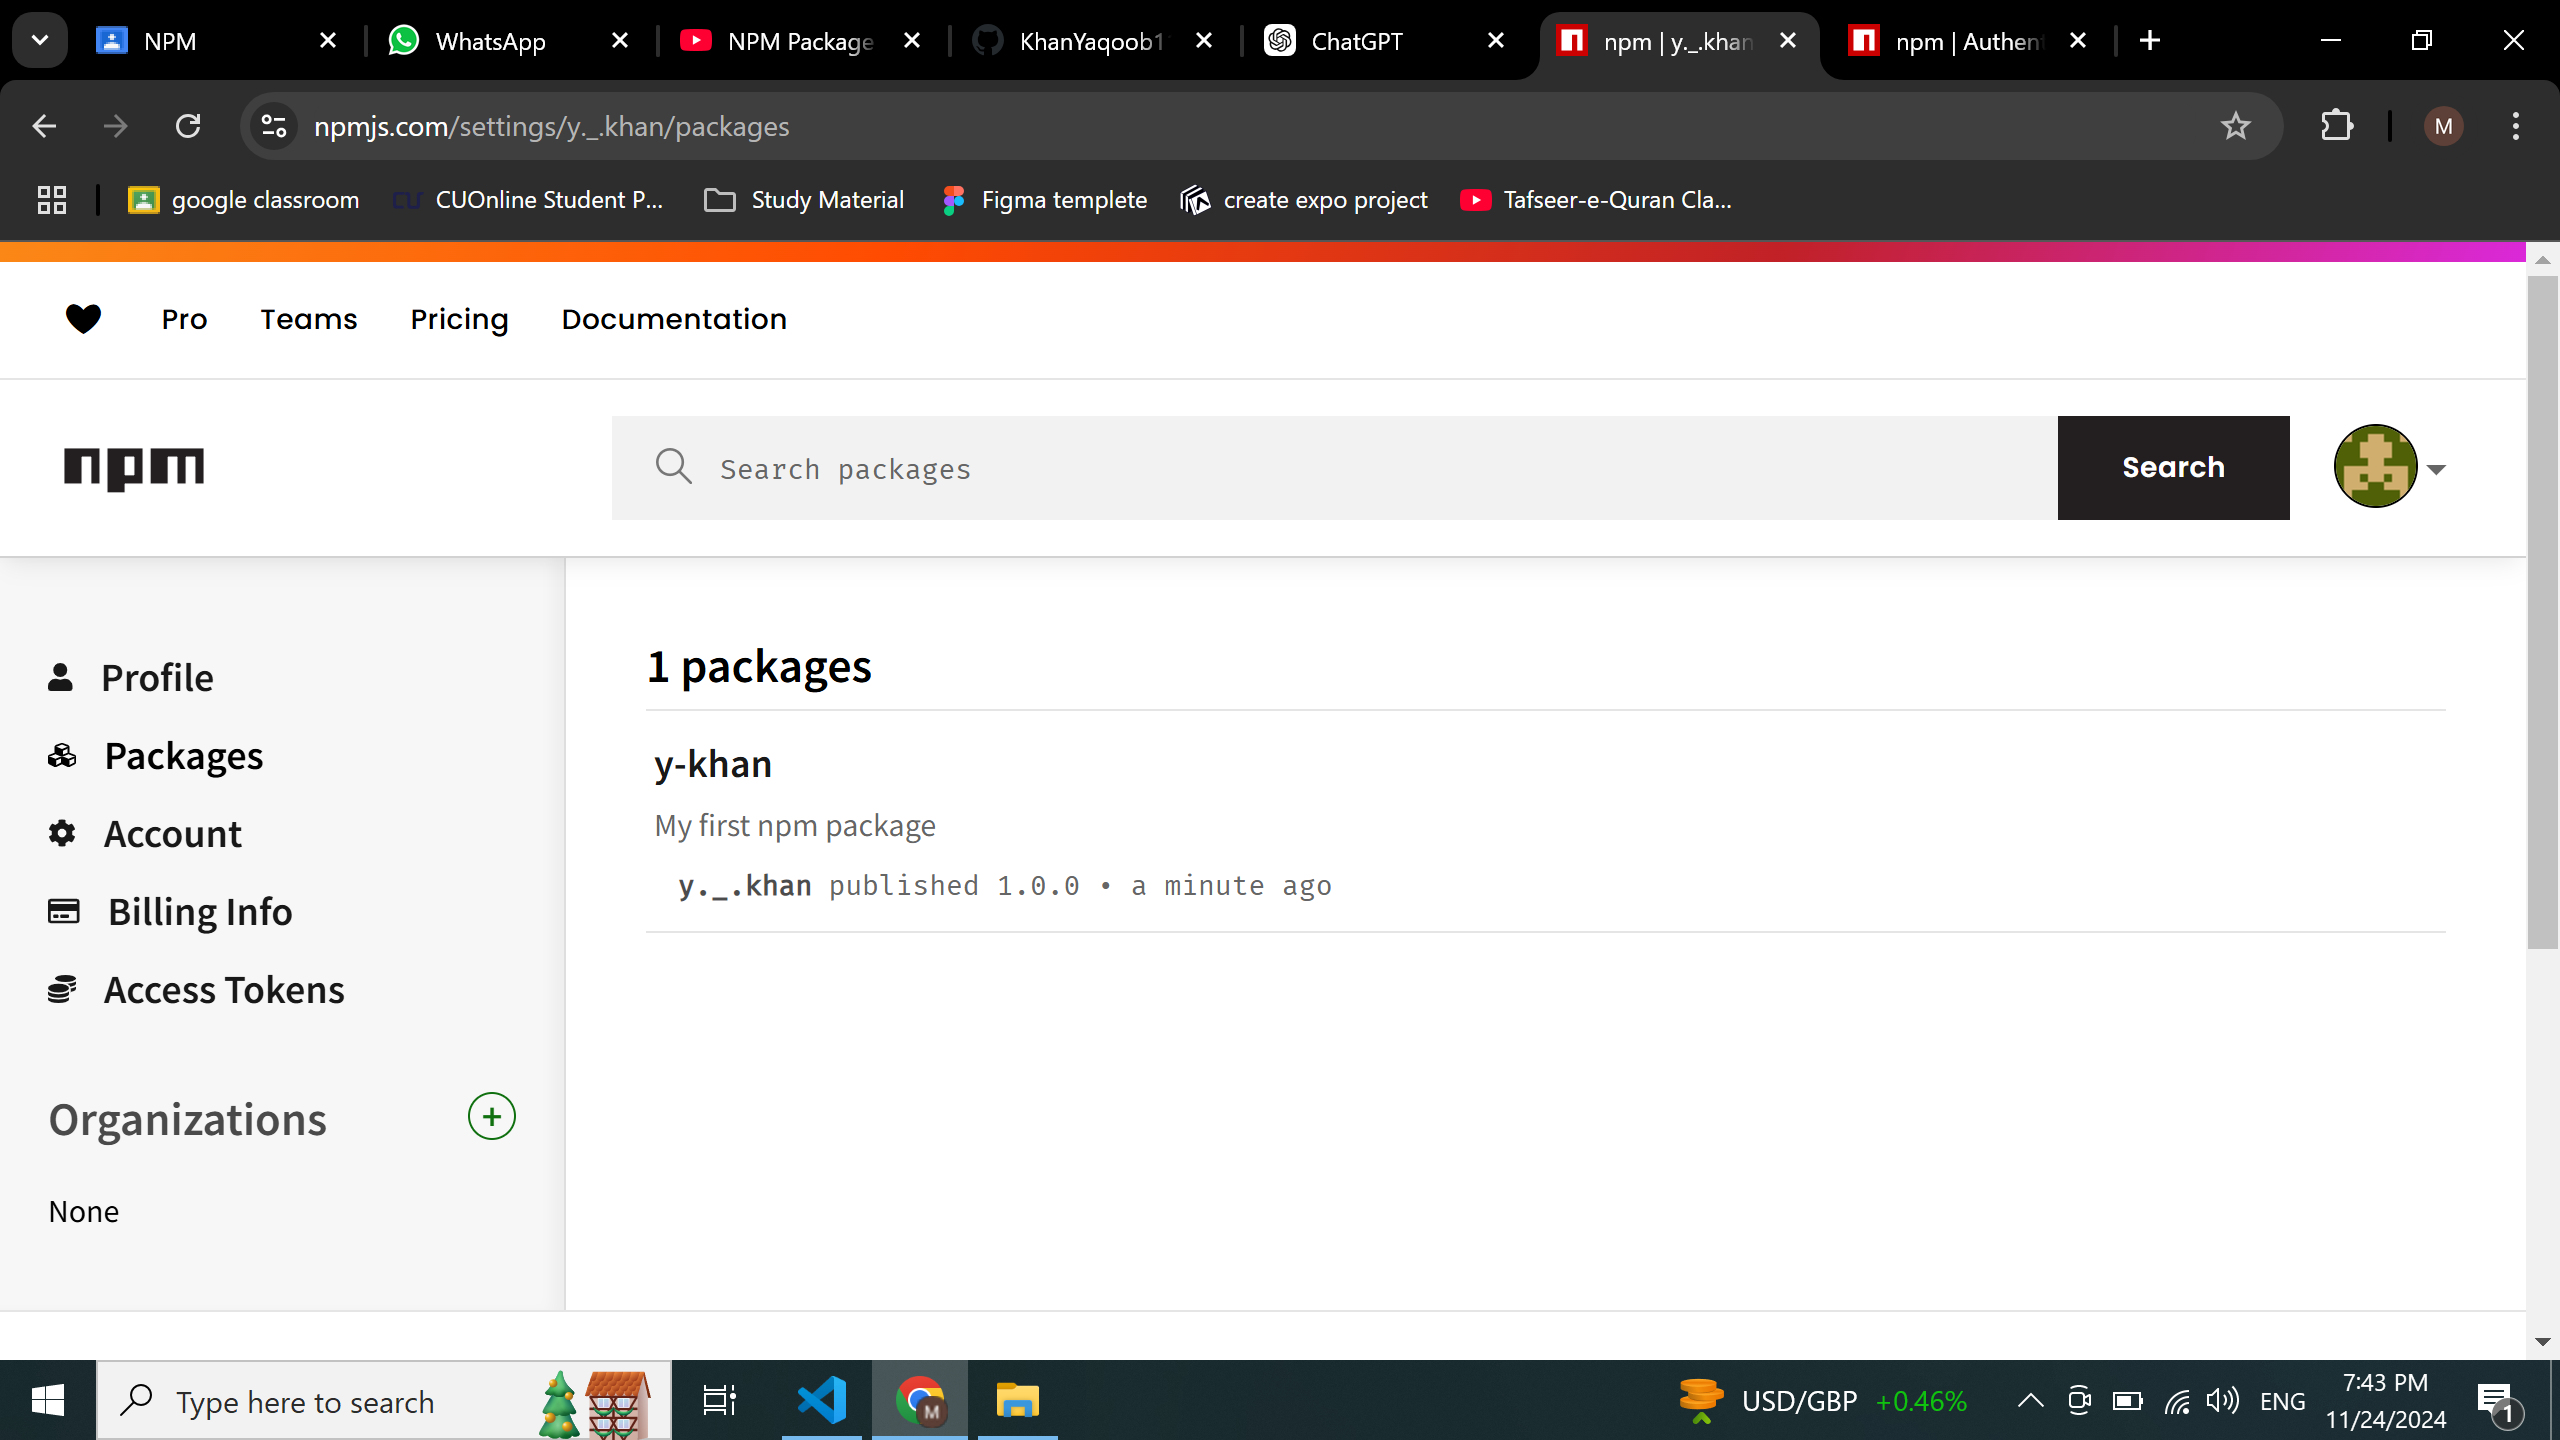 NPM
WhatsApp
NPM Package
KhanYaqoob1
ChatGPT
npm | y._.khan
npm | Authent
npmjs.com/settings/y._.khan/packages
M
google classroom
CUOnline Student P...
Study Material
Figma templete
create expo project
Tafseer-e-Quran Cla...
Pro
Teams
Pricing
Documentation
npm
Search packages
Search
Profile
Packages
Account
Billing Info
Access Tokens
Organizations
None
1 packages
y-khan
My first npm package
y._.khan published 1.0.0 • a minute ago
Type here to search
M
USD/GBP +0.46%
ENG
7:43 PM
11/24/2024
1